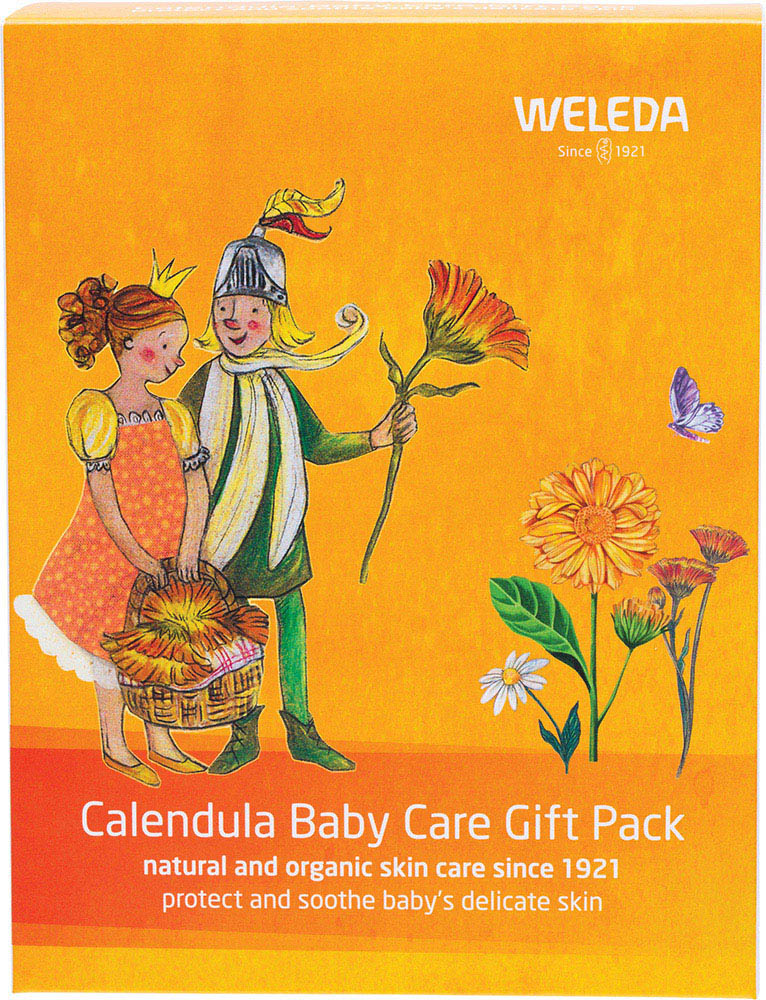 WELEDA
Since 1921
Calendula Baby Care Gift Pack
natural and organic skin care since 1921
protect and soothe baby's delicate skin